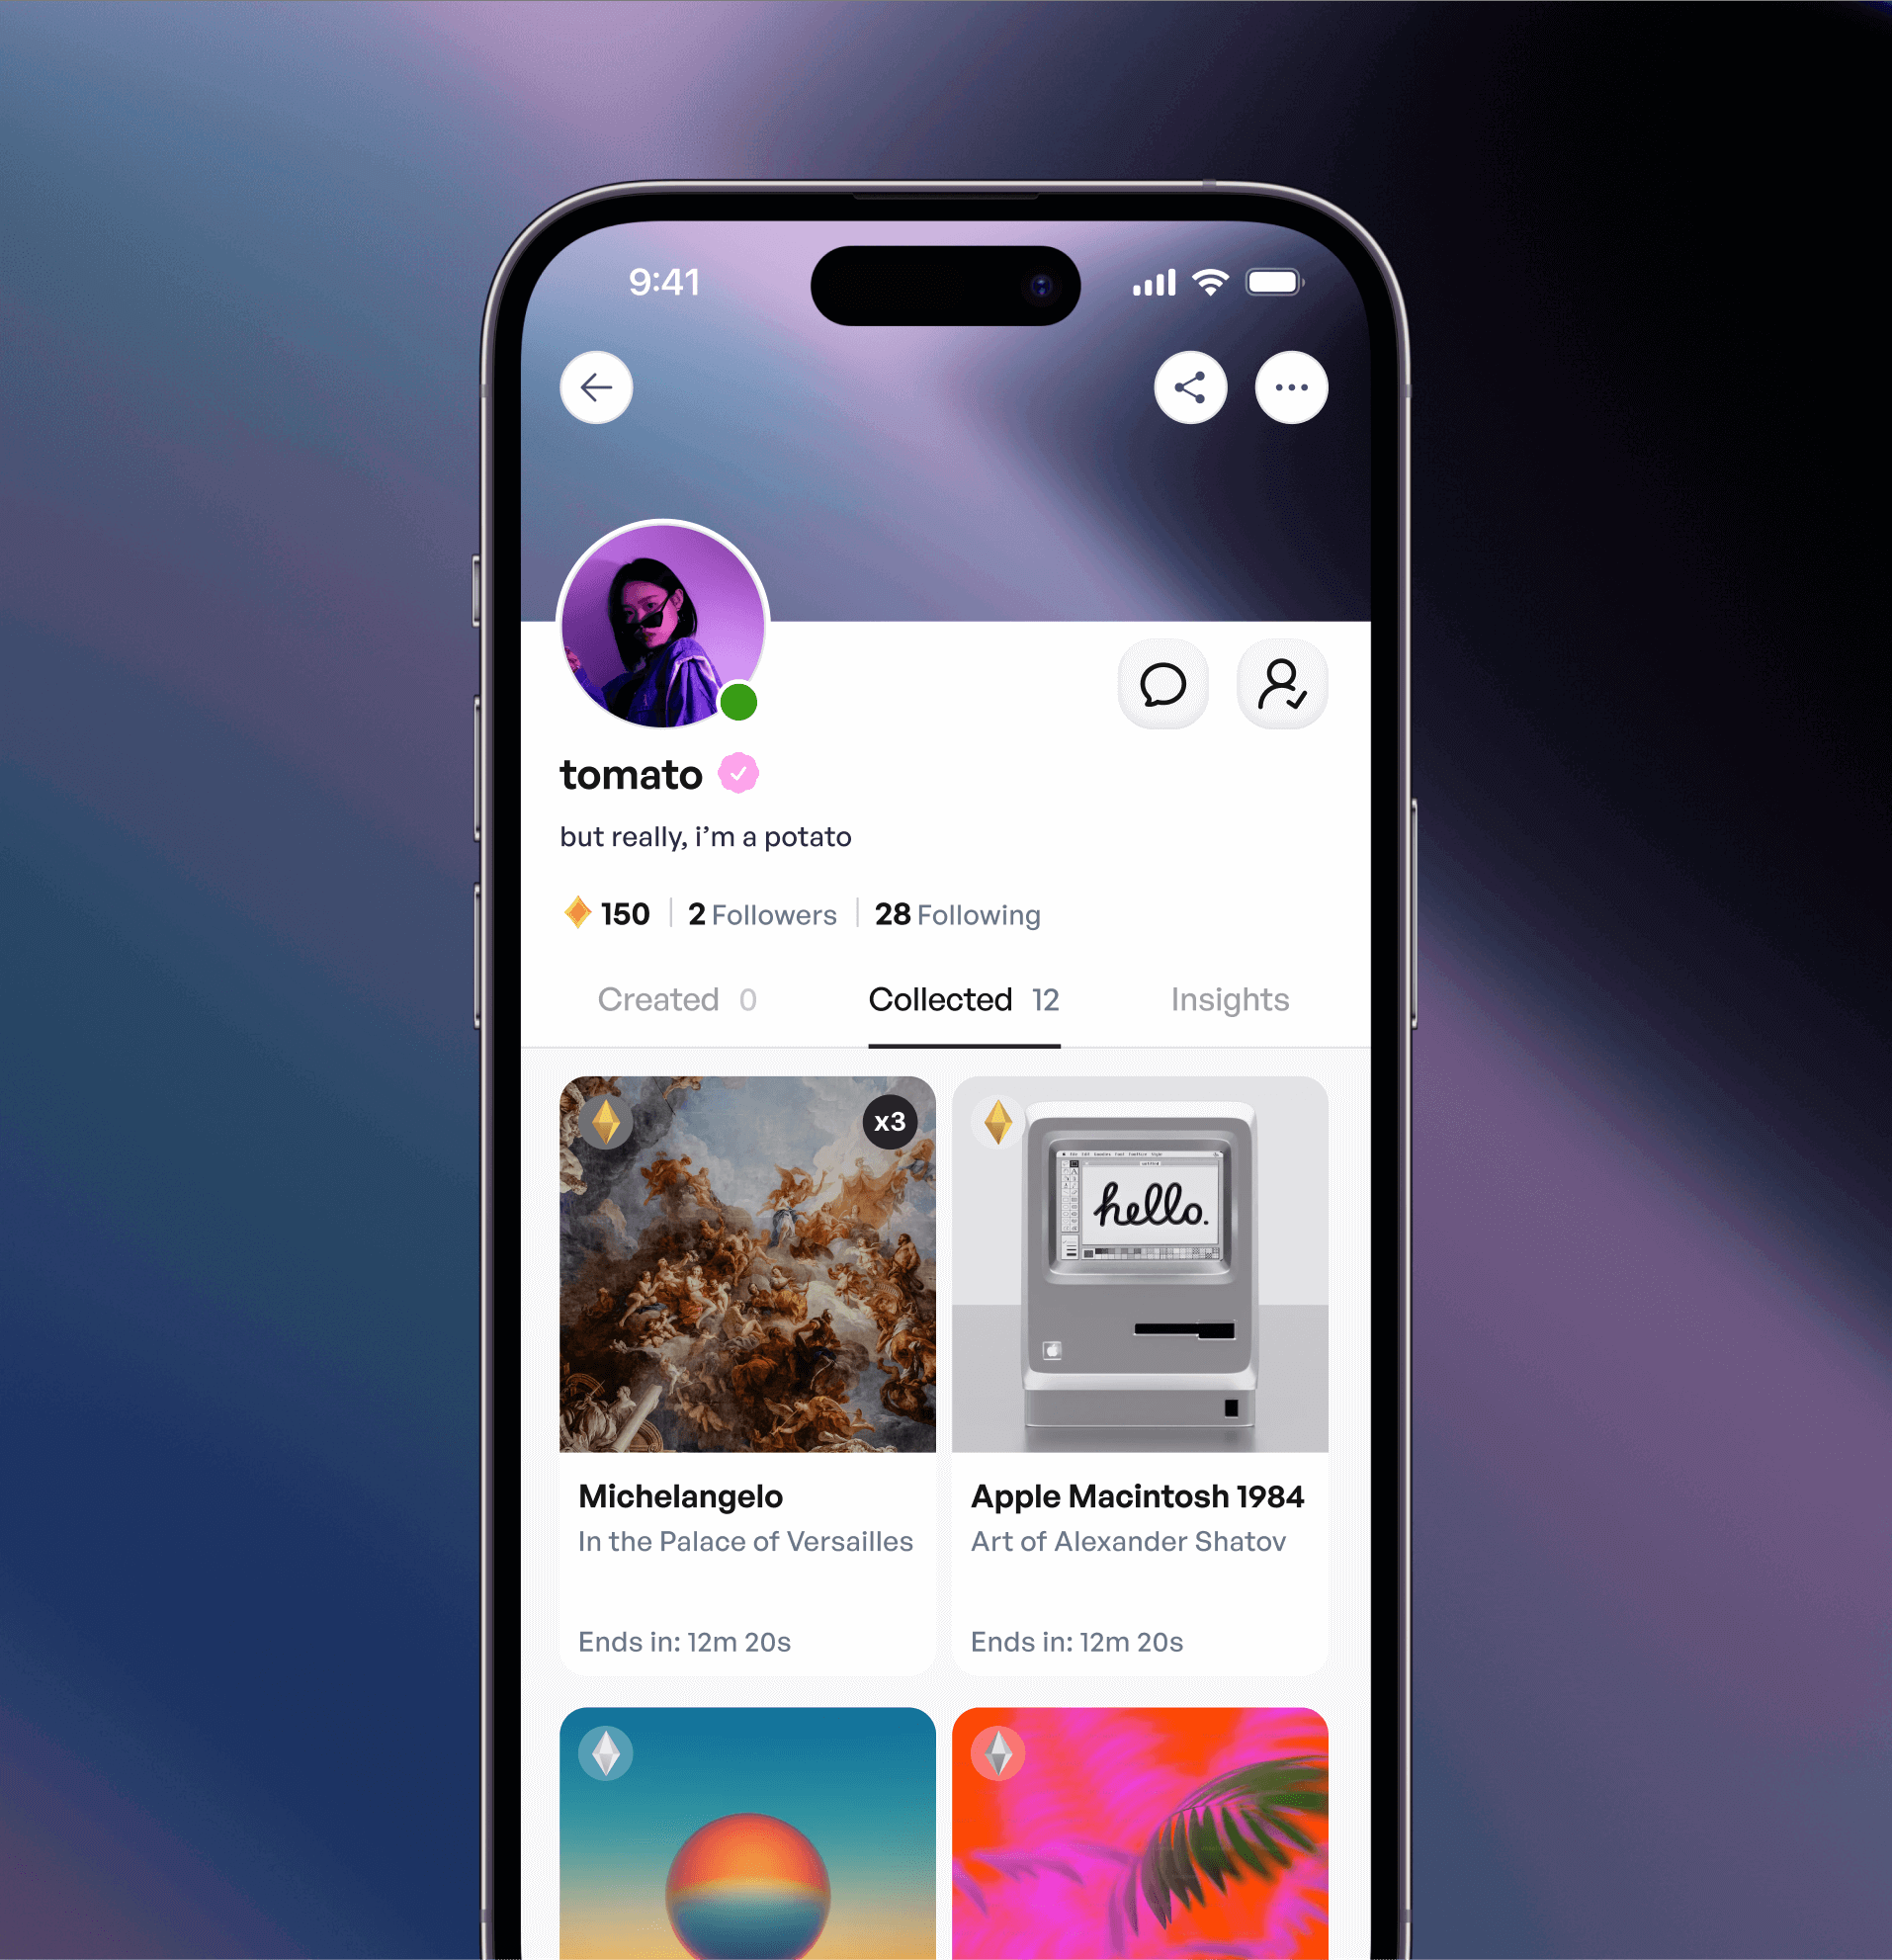 9:41
tomato
but really, i’m a potato
150 2 Followers 28 Following
Created 0 Collected 12 Insights
x3
hello.
Michelangelo
In the Palace of Versailles
Ends in: 12m 20s
Apple Macintosh 1984
Art of Alexander Shatov
Ends in: 12m 20s